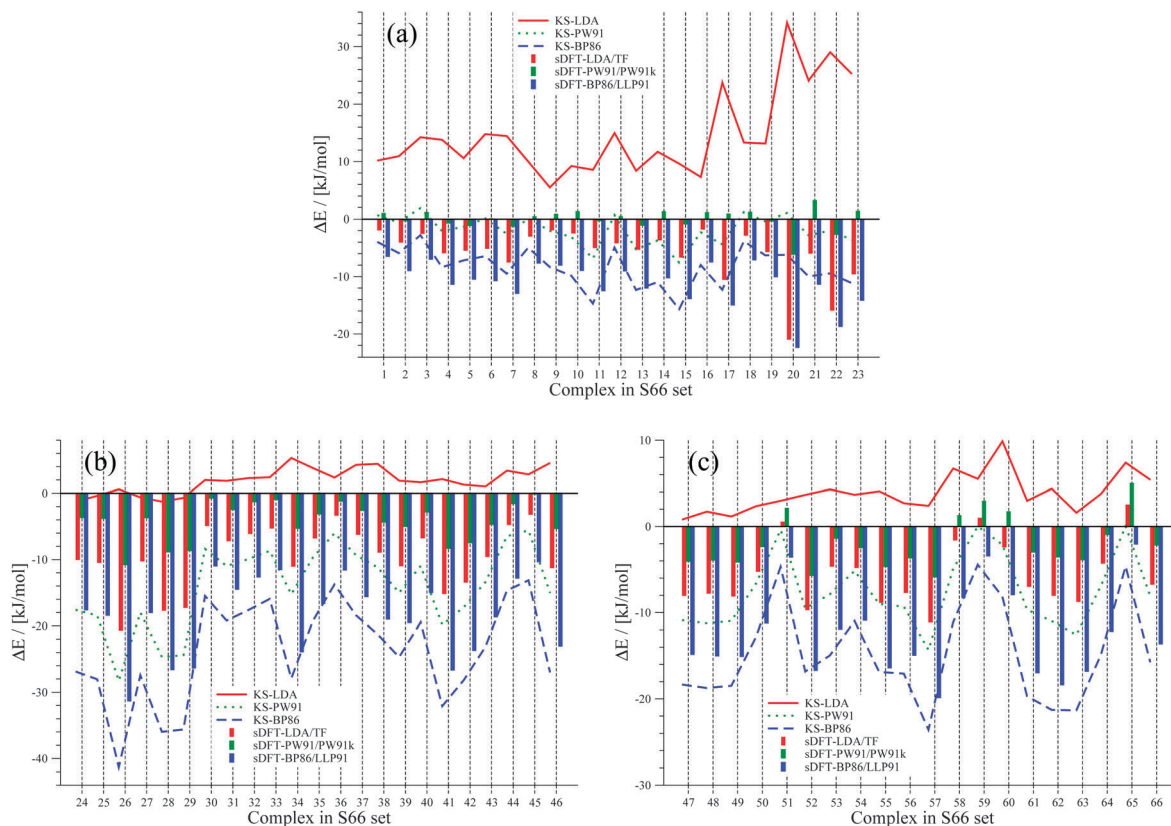 (a)
KS-LDA
KS-PW91
KS-BP86
sDFT-LDA/TF
sDFT-PW91/PW91k
sDFT-BP86/LLP91
30
20
10
0
-10
-20
ΔE / [kJ/mol]
1 2 3 4 5 6 7 8 9 10 11 12 13 14 15 16 17 18 19 20 21 22 23
Complex in S66 set
(b)
0
-10
-20
-30
-40
ΔE / [kJ/mol]
KS-LDA
KS-PW91
KS-BP86
sDFT-LDA/TF
sDFT-PW91/PW91k
sDFT-BP86/LLP91
24 25 26 27 28 29 30 31 32 33 34 35 36 37 38 39 40 41 42 43 44 45 46
Complex in S66 set
(c)
10
0
-10
-20
-30
ΔE / [kJ/mol]
KS-LDA
KS-PW91
KS-BP86
sDFT-LDA/TF
sDFT-PW91/PW91k
sDFT-BP86/LLP91
47 48 49 50 51 52 53 54 55 56 57 58 59 60 61 62 63 64 65 66
Complex in S66 set